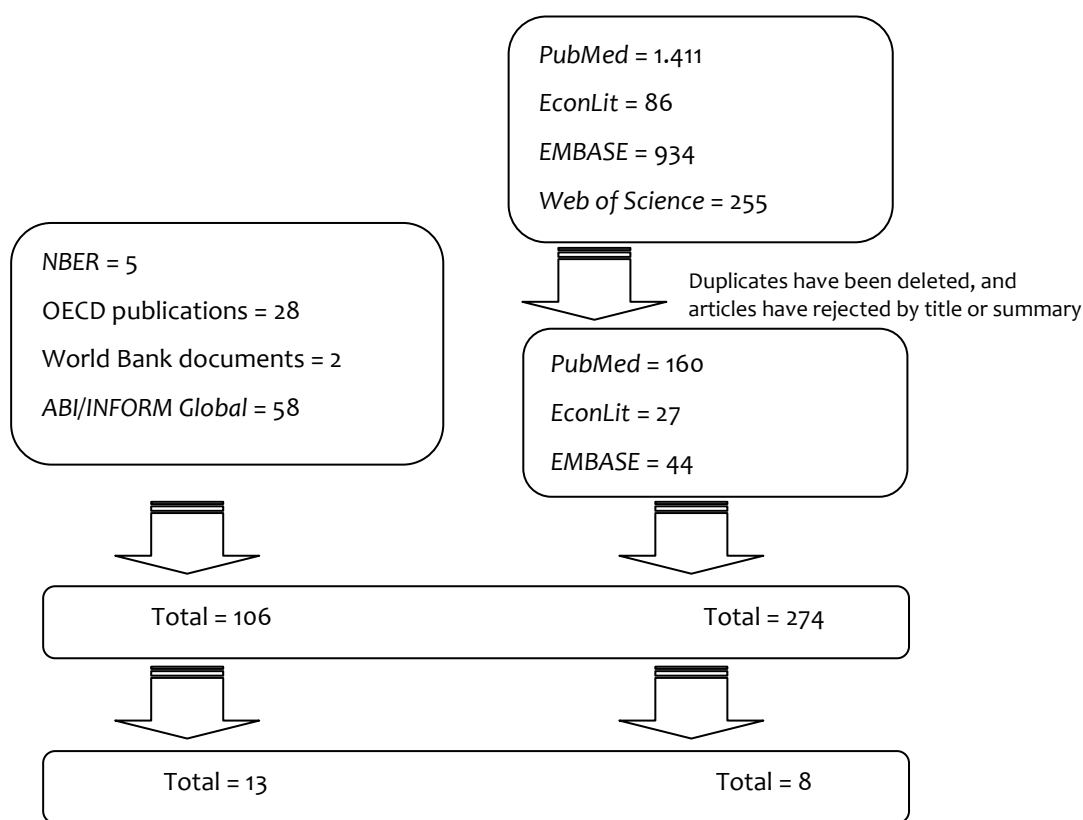 PubMed = 1.411
EconLit = 86
EMBASE = 934
Web of Science = 255
NBER = 5
OECD publications = 28
World Bank documents = 2
ABI/INFORM Global = 58
Duplicates have been deleted, and
articles have rejected by title or summary
PubMed = 160
EconLit = 27
EMBASE = 44
Total = 106
Total = 274
Total = 13
Total = 8